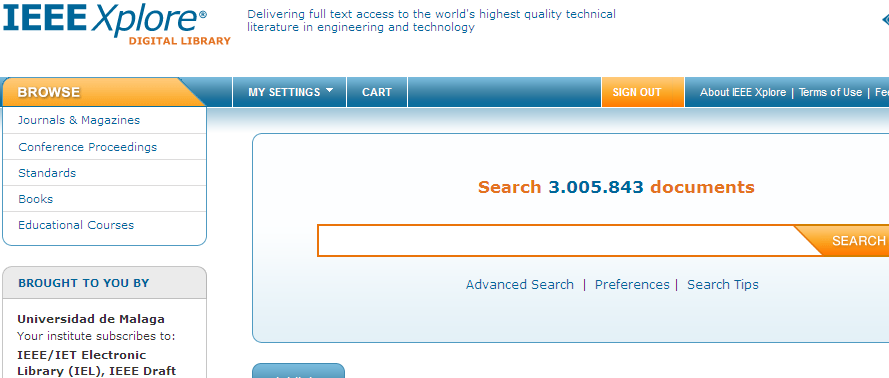 IEEE Xplore®
DIGITAL LIBRARY
Delivering full text access to the world's highest quality technical
literature in engineering and technology
BROWSE
MY SETTINGS
CART
SIGN OUT
About IEEE Xplore | Terms of Use | Fee
Journals & Magazines
Conference Proceedings
Standards
Books
Educational Courses
Search 3.005.843 documents
SEARCH
Advanced Search | Preferences | Search Tips
BROUGHT TO YOU BY
Universidad de Malaga
Your institute subscribes to:
IEEE/IET Electronic
Library (IEL), IEEE Draft